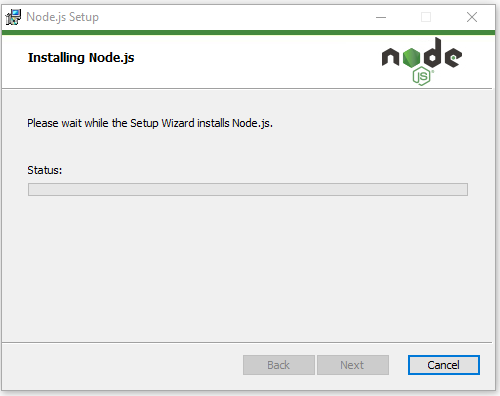 Node.js Setup
Installing Node.js
node
JS
Please wait while the Setup Wizard installs Node.js.
Status:
Back
Next
Cancel